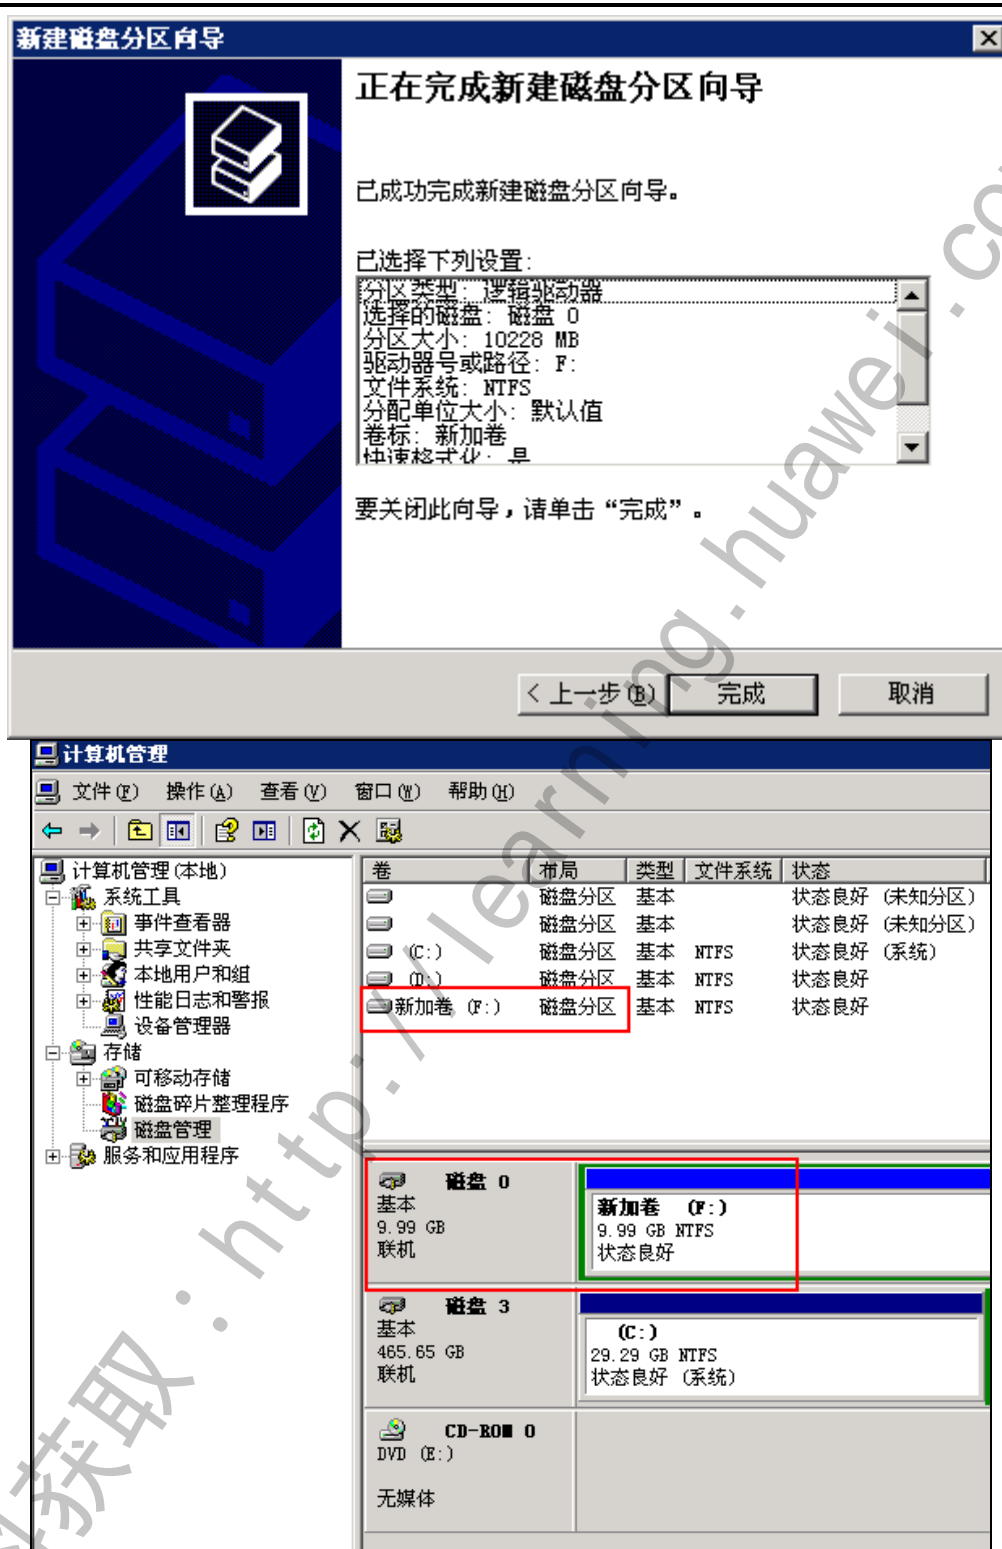 新建磁盘分区向导
正在完成新建磁盘分区向导
已成功完成新建磁盘分区向导。
已选择下列设置:
分区类型: 逻辑驱动器
选择的磁盘: 磁盘 0
分区大小: 10228 MB
驱动器号或路径: F:
文件系统: NTFS
分配单位大小: 默认值
卷标: 新加卷
快速格式化: 是
要关闭此向导，请单击“完成”。
< 上一步(B) 完成 取消
计算机管理
文件(F) 操作(A) 查看(V) 窗口(W) 帮助(H)
计算机管理(本地)
系统工具
事件查看器
共享文件夹
本地用户和组
性能日志和警报
设备管理器
存储
可移动存储
磁盘碎片整理程序
磁盘管理
服务和应用程序
卷 布局 类型 文件系统 状态
磁盘分区 基本 状态良好 (未知分区)
磁盘分区 基本 状态良好 (未知分区)
(C:) 磁盘分区 基本 NTFS 状态良好 (系统)
(D:) 磁盘分区 基本 NTFS 状态良好
新加卷 (F:) 磁盘分区 基本 NTFS 状态良好
磁盘 0
基本
9.99 GB
联机
新加卷 (F:)
9.99 GB NTFS
状态良好
磁盘 3
基本
465.65 GB
联机
(C:)
29.29 GB NTFS
状态良好 (系统)
CD-ROM 0
DVD (E:)
无媒体
获取：http://learning.huawei.co